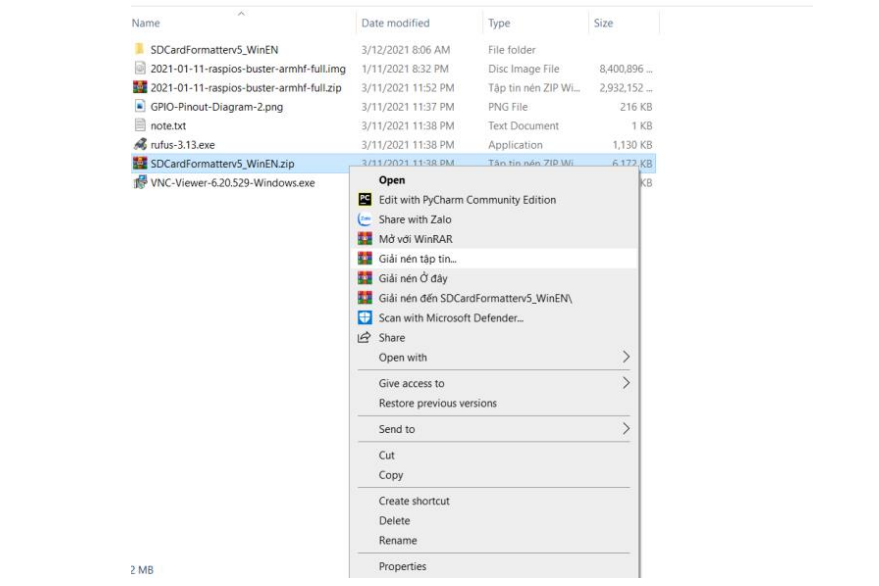 Name Date modified Type Size
SDCardFormatterv5_WinEN 3/12/2021 8:06 AM File folder
2021-01-11-raspios-buster-armhf-full.img 1/11/2021 8:32 PM Disc Image File 8,400,896 ...
2021-01-11-raspios-buster-armhf-full.zip 3/11/2021 11:52 PM Tập tin nén ZIP Wi... 2,932,152 ...
GPIO-Pinout-Diagram-2.png 3/11/2021 11:37 PM PNG File 216 KB
note.txt 3/11/2021 11:38 PM Text Document 1 KB
rufus-3.13.exe 3/11/2021 11:38 PM Application 1,130 KB
SDCardFormatterv5_WinEN.zip 3/11/2021 11:38 PM Tập tin nén ZIP Wi... 6,172 KB
VNC-Viewer-6.20.529-Windows.exe KB
Open
PC Edit with PyCharm Community Edition
Zalo Share with Zalo
Mở với WinRAR
Giải nén tập tin...
Giải nén Ở đây
Giải nén đến SDCardFormatterv5_WinEN\
Scan with Microsoft Defender...
Share
Open with
Give access to
Restore previous versions
Send to
Cut
Copy
Create shortcut
Delete
Rename
Properties
2 MB